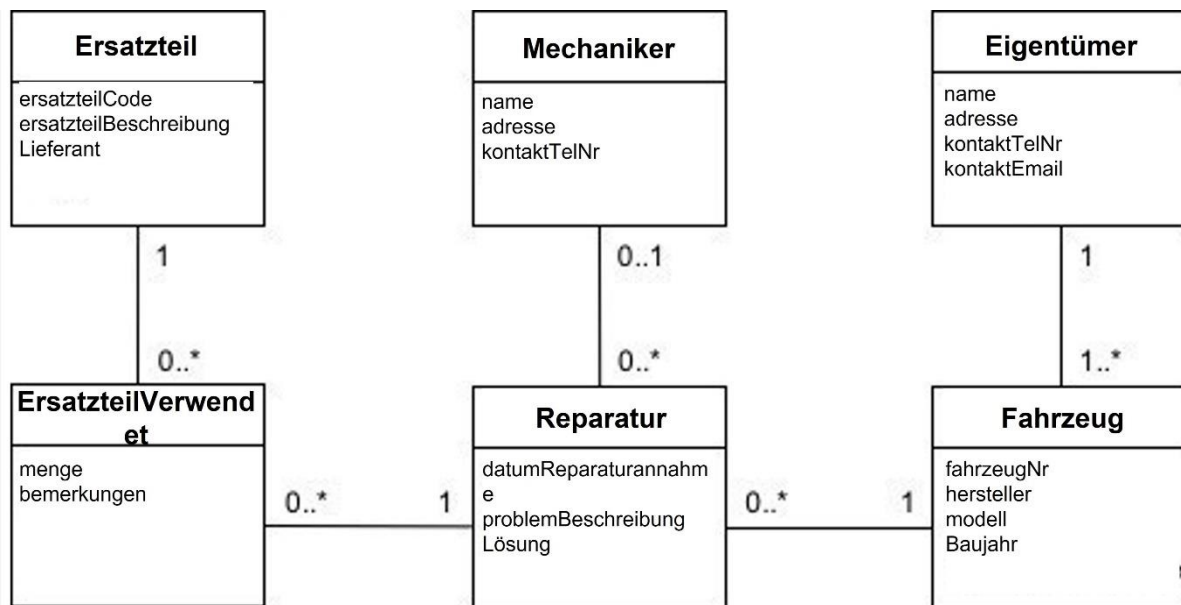 Ersatzteil
ersatzteilCode
ersatzteilBeschreibung
Lieferant
Mechaniker
name
adresse
kontaktTelNr
Eigentümer
name
adresse
kontaktTelNr
kontaktEmail
1
0..*
0..1
0..*
1
1..*
ErsatzteilVerwend
et
menge
bemerkungen
0..*
1
Reparatur
datumReparaturannahm
e
problemBeschreibung
Lösung
0..*
1
Fahrzeug
fahrzeugNr
hersteller
modell
Baujahr